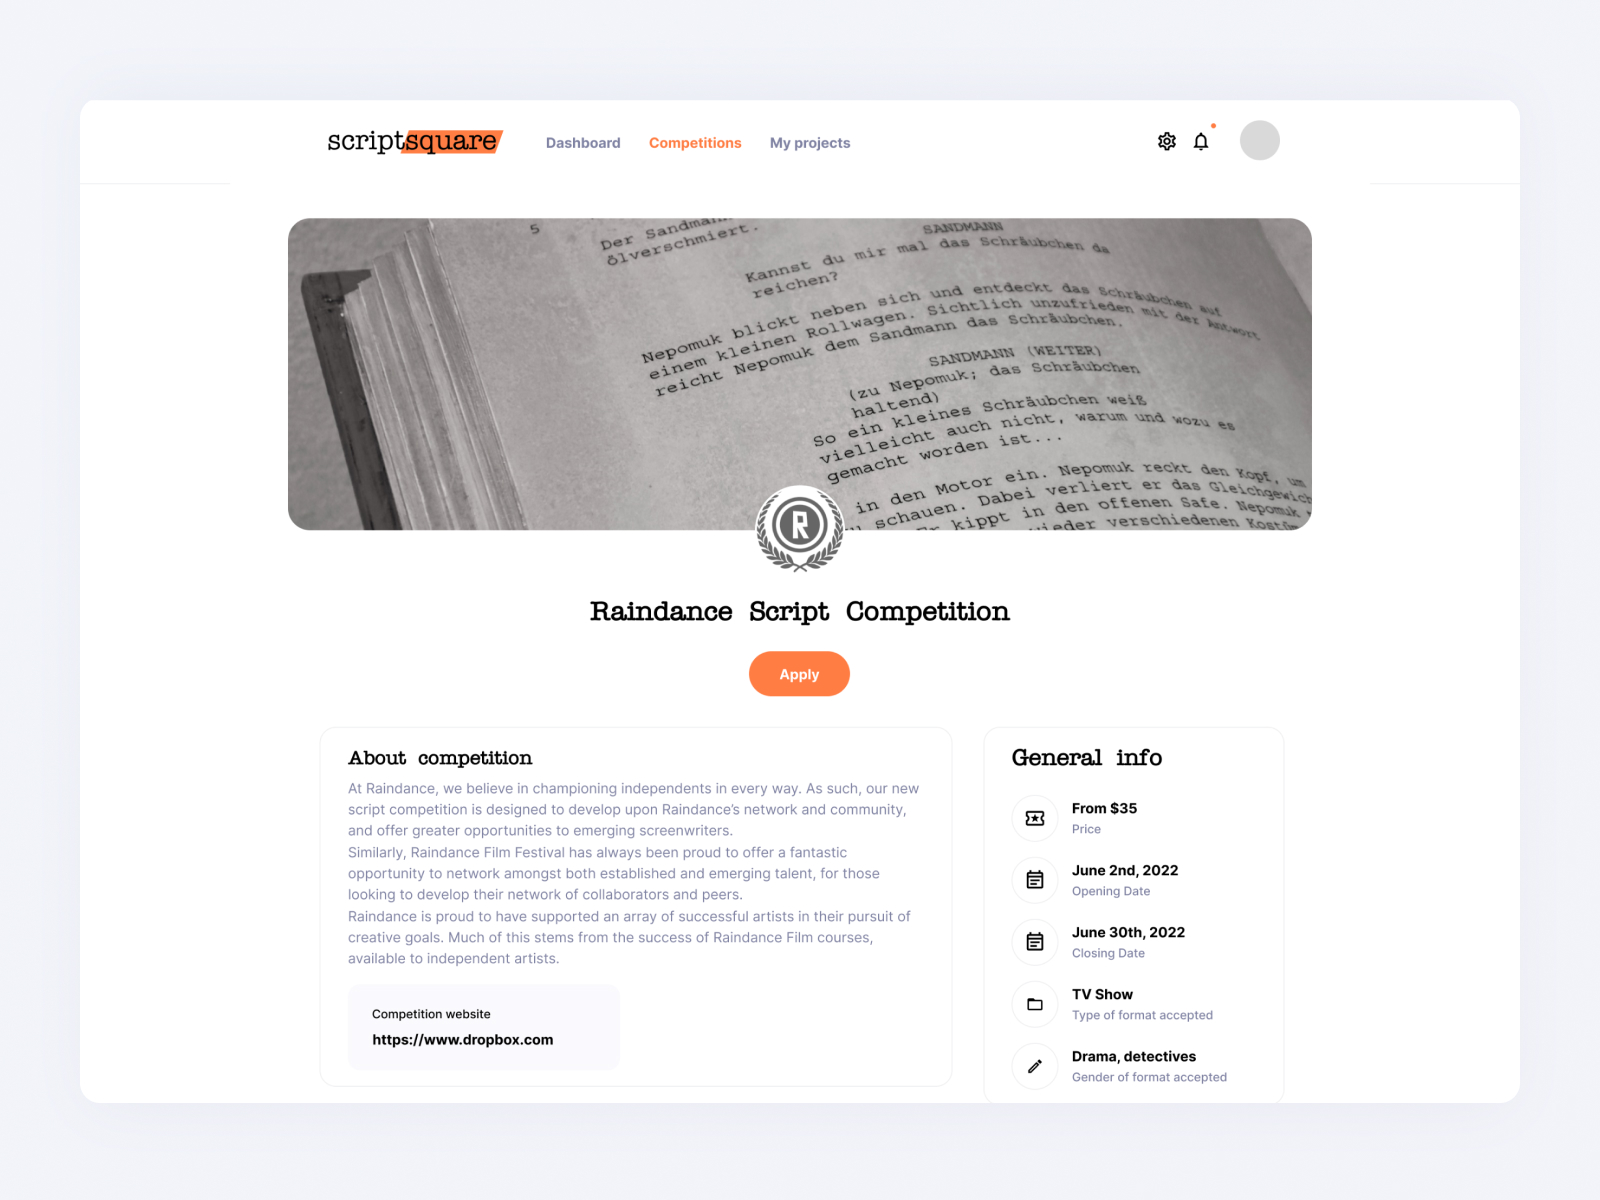 scriptsquare
Dashboard
Competitions
My projects
5
Der Sandmann
ölverschmiert.
SANDMANN
Kannst du mir mal das Schräubchen da
reichen?
Nepomuk blickt neben sich und entdeckt das Schräubchen auf
einem kleinen Rollwagen. Sichtlich unzufrieden mit der Antwort,
reicht Nepomuk dem Sandmann das Schräubchen.
SANDMANN (WEITER)
(zu Nepomuk; das Schräubchen
haltend)
So ein kleines Schräubchen weiß
vielleicht auch nicht, warum und wozu es
gemacht worden ist...
in den Motor ein. Nepomuk reckt den Kopf, um
schauen. Dabei verliert er das Gleichgewich
Er kippt in den offenen Safe. Nepomuk
wieder verschiedenen
R
Raindance Script Competition
Apply
About competition
At Raindance, we believe in championing independents in every way. As such, our new
script competition is designed to develop upon Raindance's network and community,
and offer greater opportunities to emerging screenwriters.
Similarly, Raindance Film Festival has always been proud to offer a fantastic
opportunity to network amongst both established and emerging talent, for those
looking to develop their network of collaborators and peers.
Raindance is proud to have supported an array of successful artists in their pursuit of
creative goals. Much of this stems from the success of Raindance Film courses,
available to independent artists.
Competition website
https://www.dropbox.com
General info
From $35
Price
June 2nd, 2022
Opening Date
June 30th, 2022
Closing Date
TV Show
Type of format accepted
Drama, detectives
Gender of format accepted